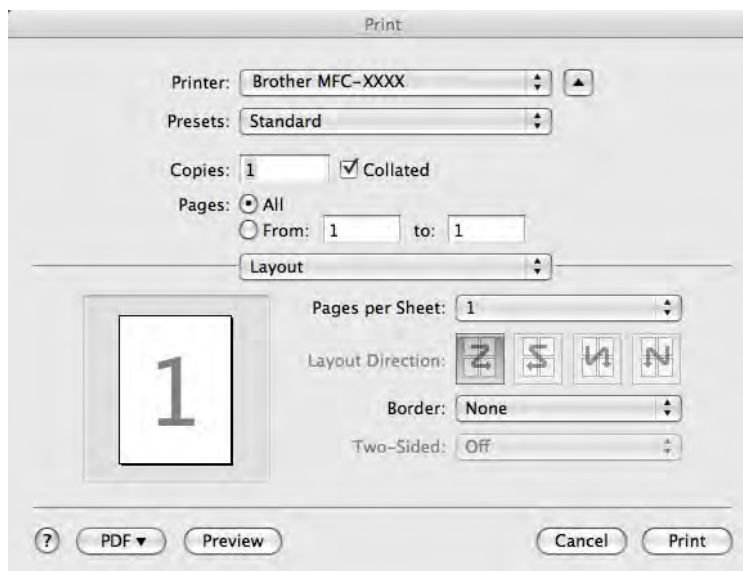 Print
Printer: Brother MFC-XXXX
Presets: Standard
Copies: 1 Collated
Pages: All
From: 1 to: 1
Layout
Pages per Sheet: 1
1
Layout Direction:
Border: None
Two-Sided: Off
? PDF Preview Cancel Print